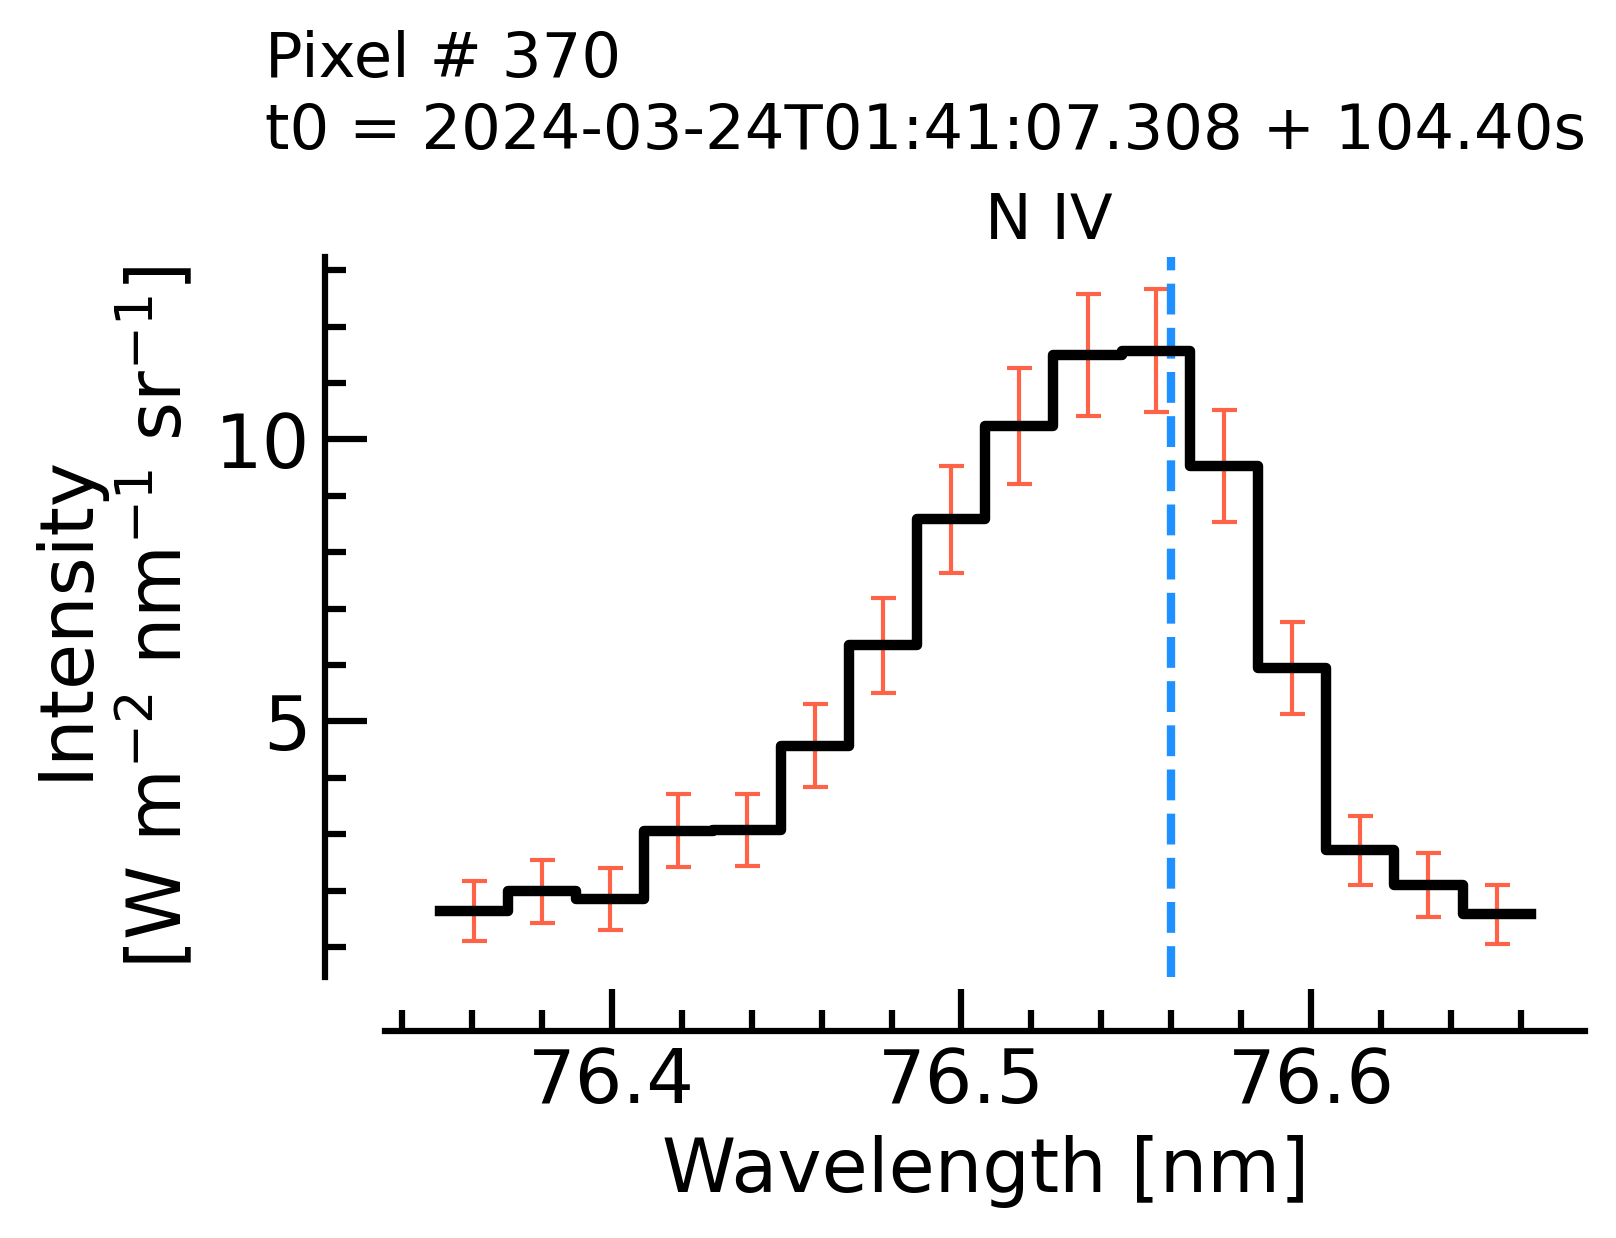 Pixel # 370
t0 = 2024-03-24T01:41:07.308 + 104.40s
N IV
Intensity
[W m⁻² nm⁻¹ sr⁻¹]
10
5
76.4 76.5 76.6
Wavelength [nm]